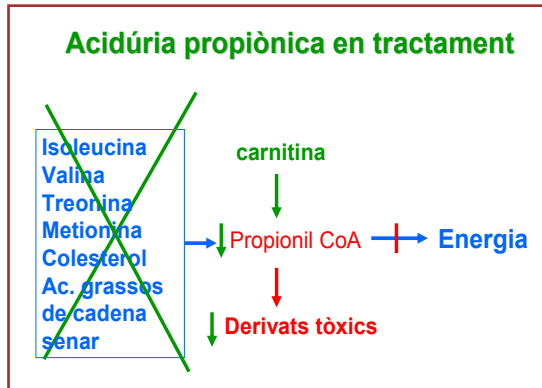 Acidúria propiònica en tractament
Isoleucina
Valina
Treonina
Metionina
Colesterol
Ac. grassos
de cadena
senar
carnitina
Propionil CoA
Energia
Derivats tòxics